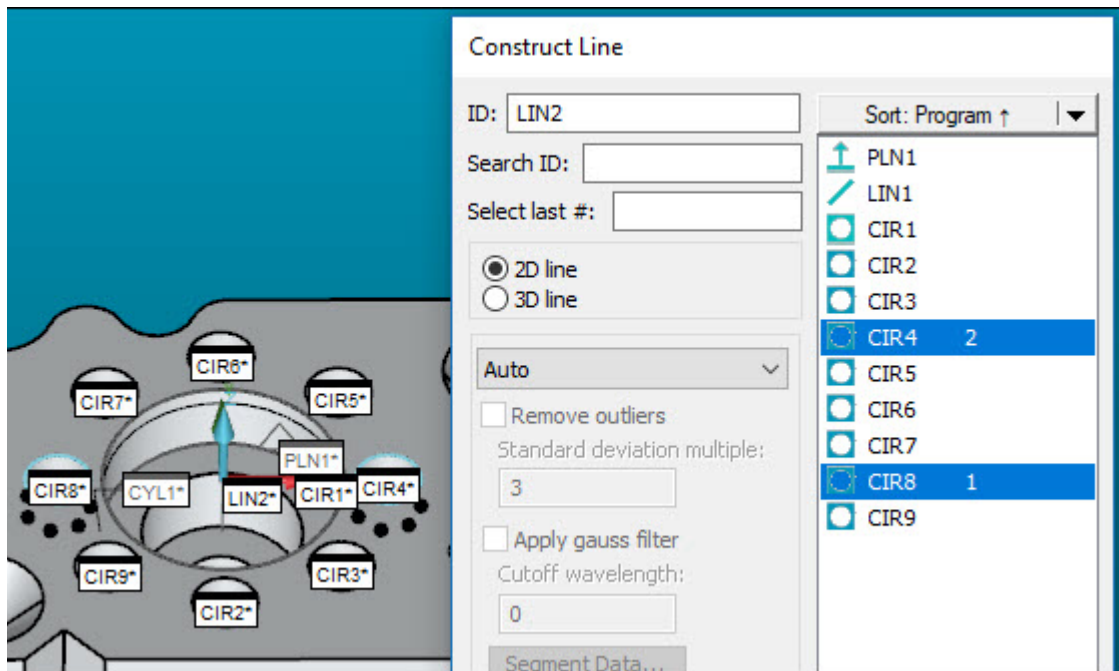 Construct Line
ID: LIN2
Search ID:
Select last #:
2D line
3D line
Auto
Remove outliers
Standard deviation multiple:
3
Apply gauss filter
Cutoff wavelength:
0
Segment Data...
Sort: Program ↑
PLN1
LIN1
CIR1
CIR2
CIR3
CIR4 2
CIR5
CIR6
CIR7
CIR8 1
CIR9
CIR6*
CIR7*
CIR5*
PLN1*
CIR8*
CYL1*
LIN2*
CIR1*
CIR4*
CIR9*
CIR3*
CIR2*